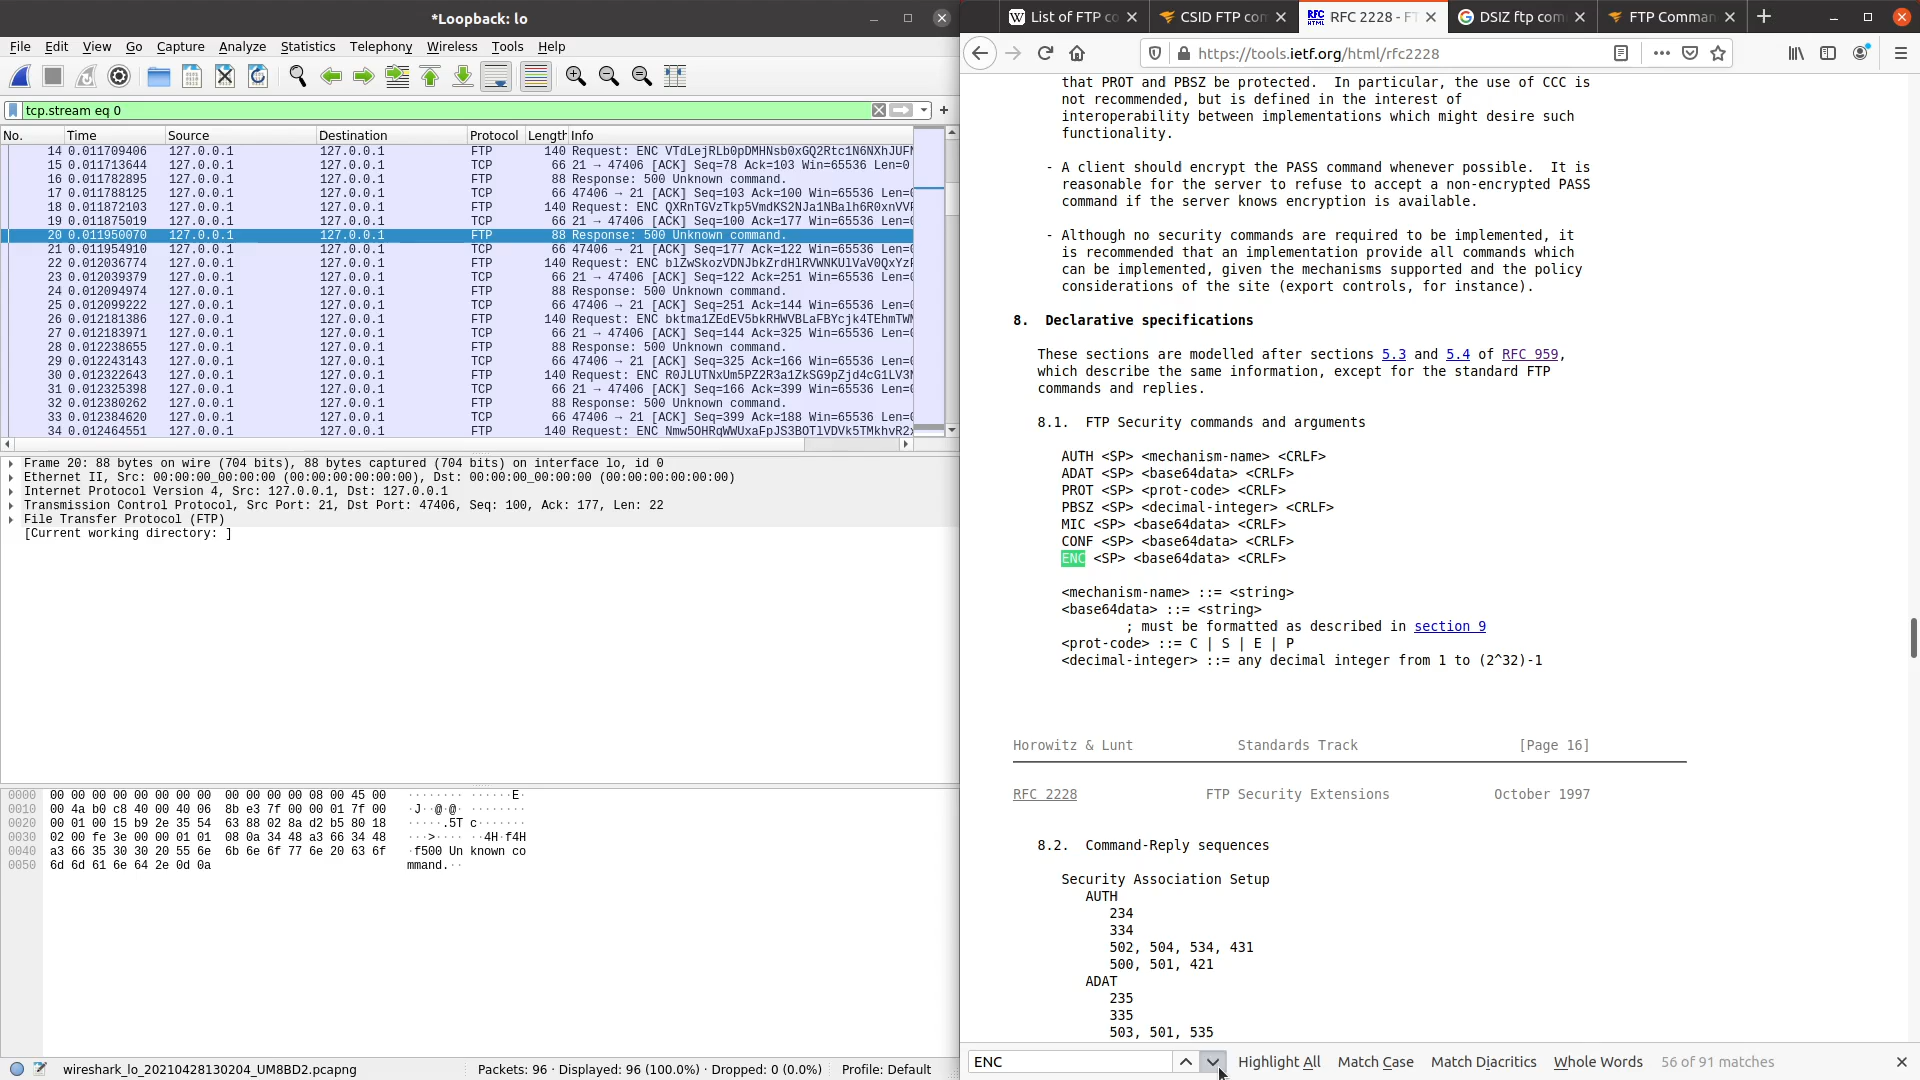 *Loopback: lo
File Edit View Go Capture Analyze Statistics Telephony Wireless Tools Help
tcp.stream eq 0
No. Time Source Destination Protocol Length Info
14 0.011709406 127.0.0.1 127.0.0.1 FTP 140 Request: ENC VTdLejRLb0pDMHNsb0xGQ2Rtc1N6NXhJUFN
15 0.011713644 127.0.0.1 127.0.0.1 TCP 66 21 → 47406 [ACK] Seq=78 Ack=103 Win=65536 Len=0
16 0.011782895 127.0.0.1 127.0.0.1 FTP 88 Response: 500 Unknown command.
17 0.011788125 127.0.0.1 127.0.0.1 TCP 66 47406 → 21 [ACK] Seq=103 Ack=100 Win=65536 Len=0
18 0.011872103 127.0.0.1 127.0.0.1 FTP 140 Request: ENC
19 0.011875019 127.0.0.1 127.0.0.1 TCP 66 21 → 47406 [ACK] Seq=100 Ack=177 Win=65536 Len=
20 0.011950070 127.0.0.1 127.0.0.1 FTP 88 Response: 500 Unknown command.
21 0.011954910 127.0.0.1 127.0.0.1 TCP 66 47406 → 21 [ACK] Seq=177 Ack=122 Win=65536 Len=
22 0.012036774 127.0.0.1 127.0.0.1 FTP 140 Request: ENC
23 0.012039379 127.0.0.1 127.0.0.1 TCP 66 21 → 47406 [ACK] Seq=122 Ack=251 Win=65536 Len=
24 0.012094974 127.0.0.1 127.0.0.1 FTP 88 Response: 500 Unknown command.
25 0.012099222 127.0.0.1 127.0.0.1 TCP 66 47406 → 21 [ACK] Seq=251 Ack=144 Win=65536 Len=
26 0.012181386 127.0.0.1 127.0.0.1 FTP 140 Request: ENC
27 0.012183971 127.0.0.1 127.0.0.1 TCP 66 21 → 47406 [ACK] Seq=144 Ack=325 Win=65536 Len=
28 0.012238655 127.0.0.1 127.0.0.1 FTP 88 Response: 500 Unknown command.
29 0.012243143 127.0.0.1 127.0.0.1 TCP 66 47406 → 21 [ACK] Seq=325 Ack=166 Win=65536 Len=
30 0.012322643 127.0.0.1 127.0.0.1 FTP 140 Request: ENC
31 0.012325398 127.0.0.1 127.0.0.1 TCP 66 21 → 47406 [ACK] Seq=166 Ack=399 Win=65536 Len=
32 0.012380262 127.0.0.1 127.0.0.1 FTP 88 Response: 500 Unknown command.
33 0.012384620 127.0.0.1 127.0.0.1 TCP 66 47406 → 21 [ACK] Seq=399 Ack=188 Win=65536 Len=
34 0.012464551 127.0.0.1 127.0.0.1 FTP 140 Request: ENC
Frame 20: 88 bytes on wire (704 bits), 88 bytes captured (704 bits) on interface lo, id 0
Ethernet II, Src: 00:00:00_00:00:00 (00:00:00:00:00:00), Dst: 00:00:00_00:00:00 (00:00:00:00:00:00)
Internet Protocol Version 4, Src: 127.0.0.1, Dst: 127.0.0.1
Transmission Control Protocol, Src Port: 21, Dst Port: 47406, Seq: 100, Ack: 177, Len: 22
File Transfer Protocol (FTP)
[Current working directory: ]
0000 00 00 00 00 00 00 00 00 00 00 00 00 08 00 45 00 ········ ······E·
0010 00 4a b0 c8 40 00 40 06 8b e3 7f 00 00 01 7f 00 ·J··@·@· ········
0020 00 01 00 15 b9 2e 35 54 63 88 02 8a d2 b5 80 18 ·····.5T c·······
0030 02 00 fe 3e 00 00 01 01 08 0a 34 48 a3 66 34 48 ···>···· ··4H·f4H
0040 a3 66 35 30 30 20 55 6e 6b 6e 6f 77 6e 20 63 6f ·f500 Un known co
0050 6d 6d 61 6e 64 2e 0d 0a mmand.··
wireshark_lo_20210428130204_UM8BD2.pcapng Packets: 96 · Displayed: 96 (100.0%) · Dropped: 0 (0.0%) Profile: Default
List of FTP co CSID FTP con RFC 2228 - FT DSIZ ftp com FTP Comman
https://tools.ietf.org/html/rfc2228
that PROT and PBSZ be protected. In particular, the use of CCC is
not recommended, but is defined in the interest of
interoperability between implementations which might desire such
functionality.
- A client should encrypt the PASS command whenever possible. It is
reasonable for the server to refuse to accept a non-encrypted PASS
command if the server knows encryption is available.
- Although no security commands are required to be implemented, it
is recommended that an implementation provide all commands which
can be implemented, given the mechanisms supported and the policy
considerations of the site (export controls, for instance).
8. Declarative specifications
These sections are modelled after sections 5.3 and 5.4 of RFC 959,
which describe the same information, except for the standard FTP
commands and replies.
8.1. FTP Security commands and arguments
AUTH <SP> <mechanism-name> <CRLF>
ADAT <SP> <base64data> <CRLF>
PROT <SP> <prot-code> <CRLF>
PBSZ <SP> <decimal-integer> <CRLF>
MIC <SP> <base64data> <CRLF>
CONF <SP> <base64data> <CRLF>
ENC <SP> <base64data> <CRLF>
<mechanism-name> ::= <string>
<base64data> ::= <string>
; must be formatted as described in section 9
<prot-code> ::= C | S | E | P
<decimal-integer> ::= any decimal integer from 1 to (2^32)-1
Horowitz & Lunt Standards Track [Page 16]
RFC 2228 FTP Security Extensions October 1997
8.2. Command-Reply sequences
Security Association Setup
AUTH
234
334
502, 504, 534, 431
500, 501, 421
ADAT
235
335
503, 501, 535
ENC Highlight All Match Case Match Diacritics Whole Words 56 of 91 matches